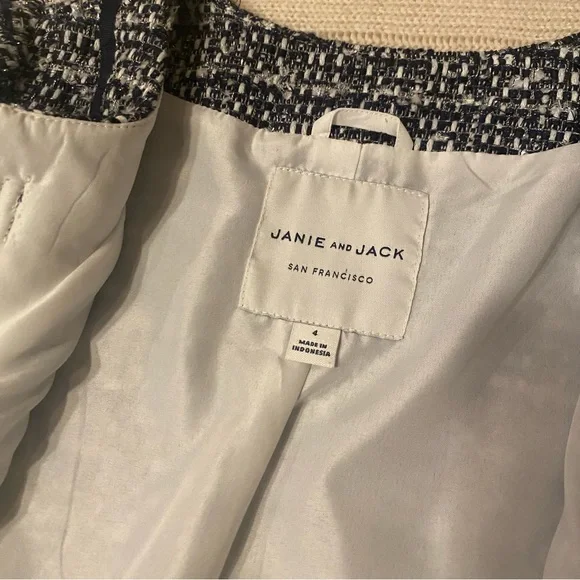 JANIE AND JACK
SAN FRANCISCO
4
MADE IN
INDONESIA